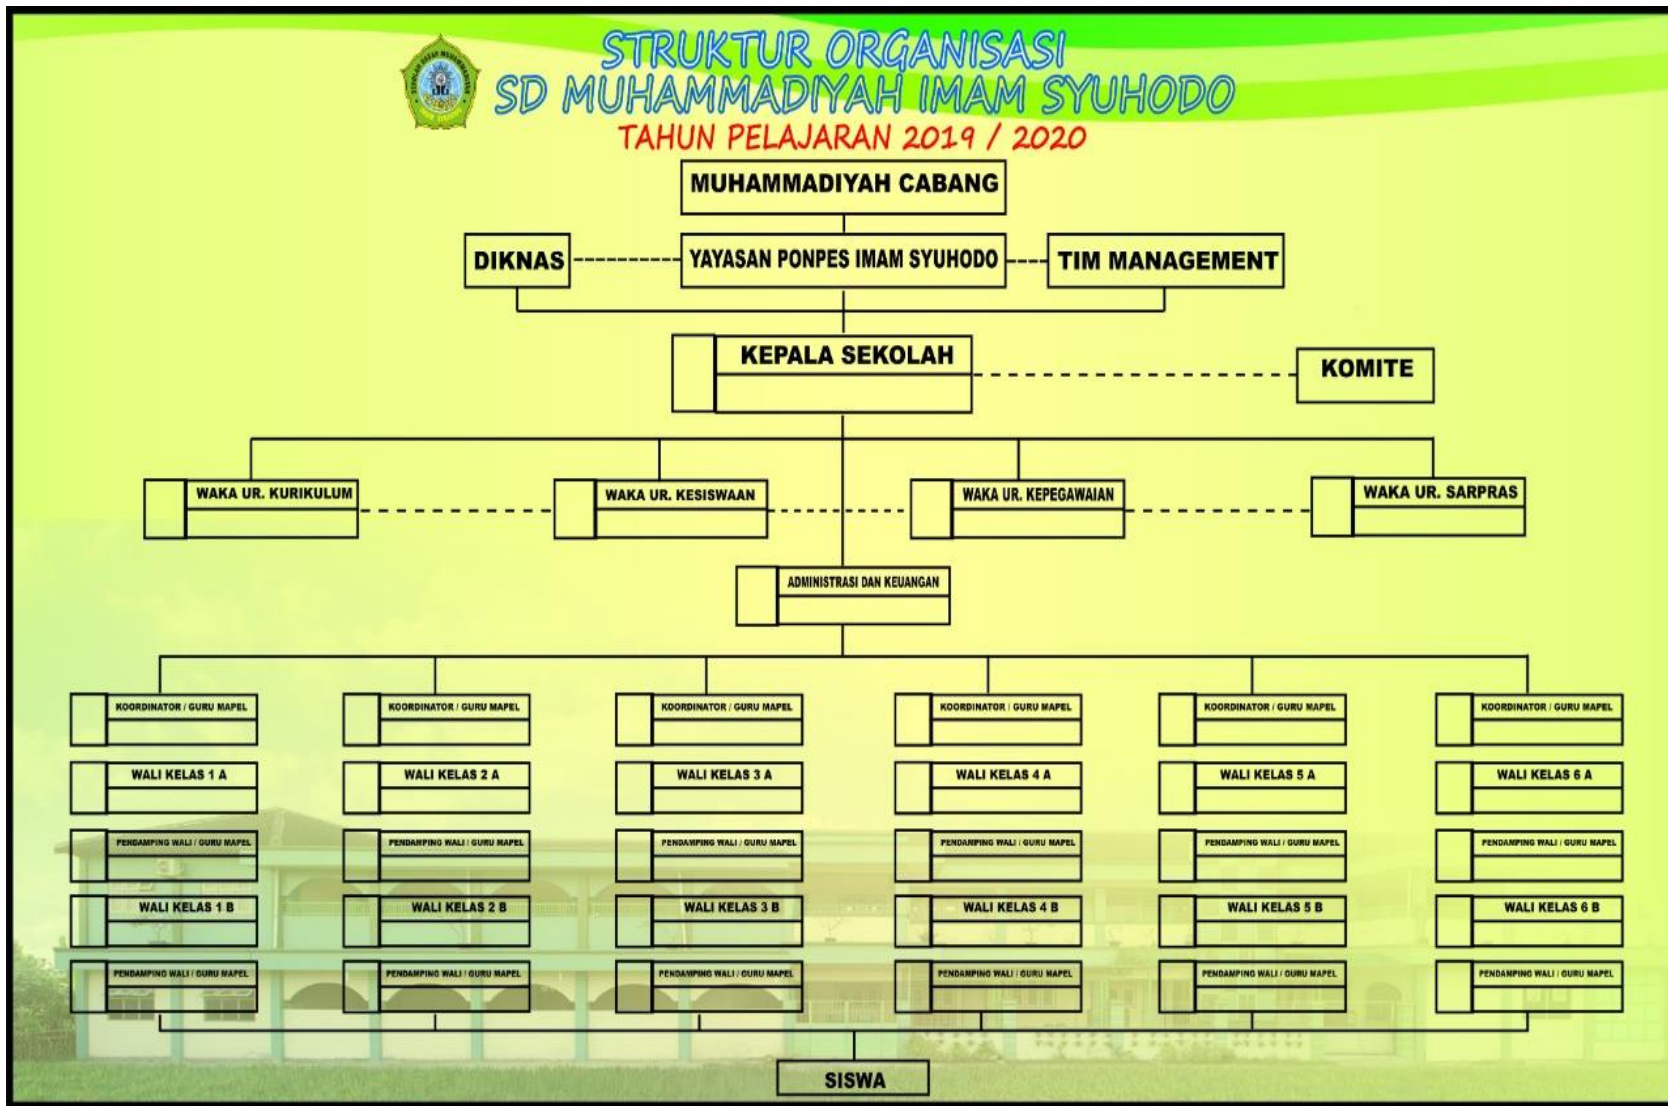 STRUKTUR ORGANISASI
SD MUHAMMADIYAH IMAM SYUHODO
TAHUN PELAJARAN 2019 / 2020
MUHAMMADIYAH CABANG
DIKNAS
YAYASAN PONPES IMAM SYUHODO
TIM MANAGEMENT
KEPALA SEKOLAH
KOMITE
WAKA UR. KURIKULUM
WAKA UR. KESISWAAN
WAKA UR. KEPEGAWAIAN
WAKA UR. SARPRAS
ADMINISTRASI DAN KEUANGAN
KOORDINATOR / GURU MAPEL
KOORDINATOR / GURU MAPEL
KOORDINATOR / GURU MAPEL
KOORDINATOR / GURU MAPEL
KOORDINATOR / GURU MAPEL
KOORDINATOR / GURU MAPEL
WALI KELAS 1 A
WALI KELAS 2 A
WALI KELAS 3 A
WALI KELAS 4 A
WALI KELAS 5 A
WALI KELAS 6 A
PENDAMPING WALI / GURU MAPEL
PENDAMPING WALI / GURU MAPEL
PENDAMPING WALI / GURU MAPEL
PENDAMPING WALI / GURU MAPEL
PENDAMPING WALI / GURU MAPEL
PENDAMPING WALI / GURU MAPEL
WALI KELAS 1 B
WALI KELAS 2 B
WALI KELAS 3 B
WALI KELAS 4 B
WALI KELAS 5 B
WALI KELAS 6 B
PENDAMPING WALI / GURU MAPEL
PENDAMPING WALI / GURU MAPEL
PENDAMPING WALI / GURU MAPEL
PENDAMPING WALI / GURU MAPEL
PENDAMPING WALI / GURU MAPEL
PENDAMPING WALI / GURU MAPEL
SISWA